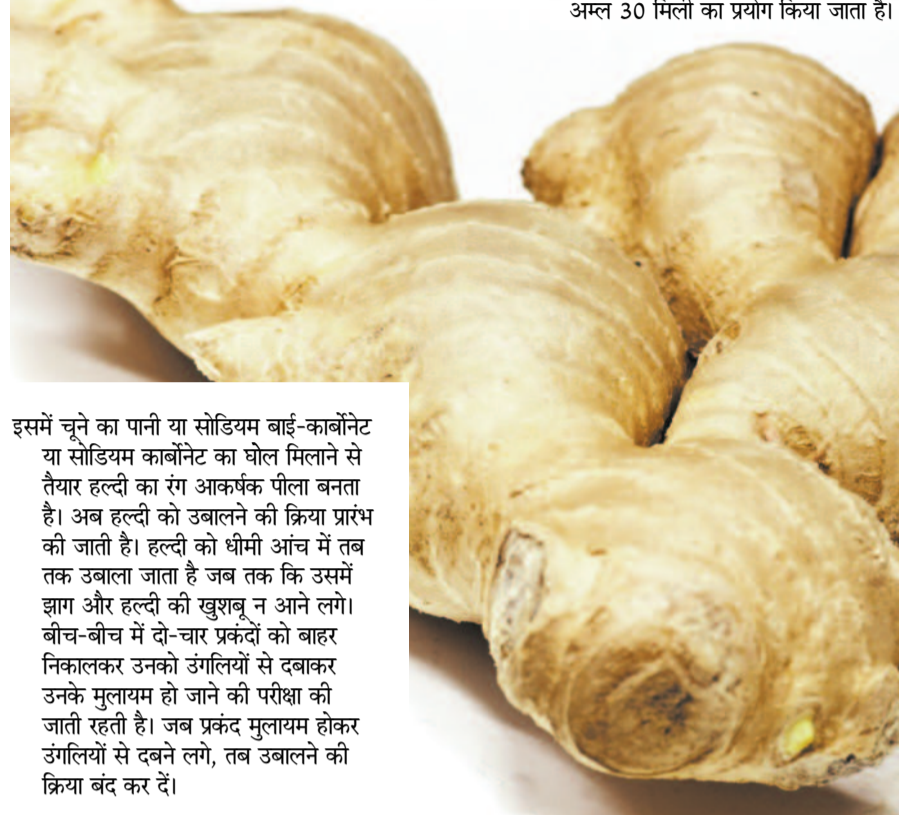 अम्ल 30 मिली का प्रयोग किया जाता है।
इसमें चूने का पानी या सोडियम बाई-कार्बोनेट
या सोडियम कार्बोनेट का घोल मिलाने से
तैयार हल्दी का रंग आकर्षक पीला बनता
है। अब हल्दी को उबालने की क्रिया प्रारंभ
की जाती है। हल्दी को धीमी आंच में तब
तक उबाला जाता है जब तक कि उसमें
झाग और हल्दी की खुशबू न आने लगे।
बीच-बीच में दो-चार प्रकंदों को बाहर
निकालकर उनको उंगलियों से दबाकर
उनके मुलायम हो जाने की परीक्षा की
जाती रहती है। जब प्रकंद मुलायम होकर
उंगलियों से दबने लगे, तब उबालने की
क्रिया बंद कर दें।